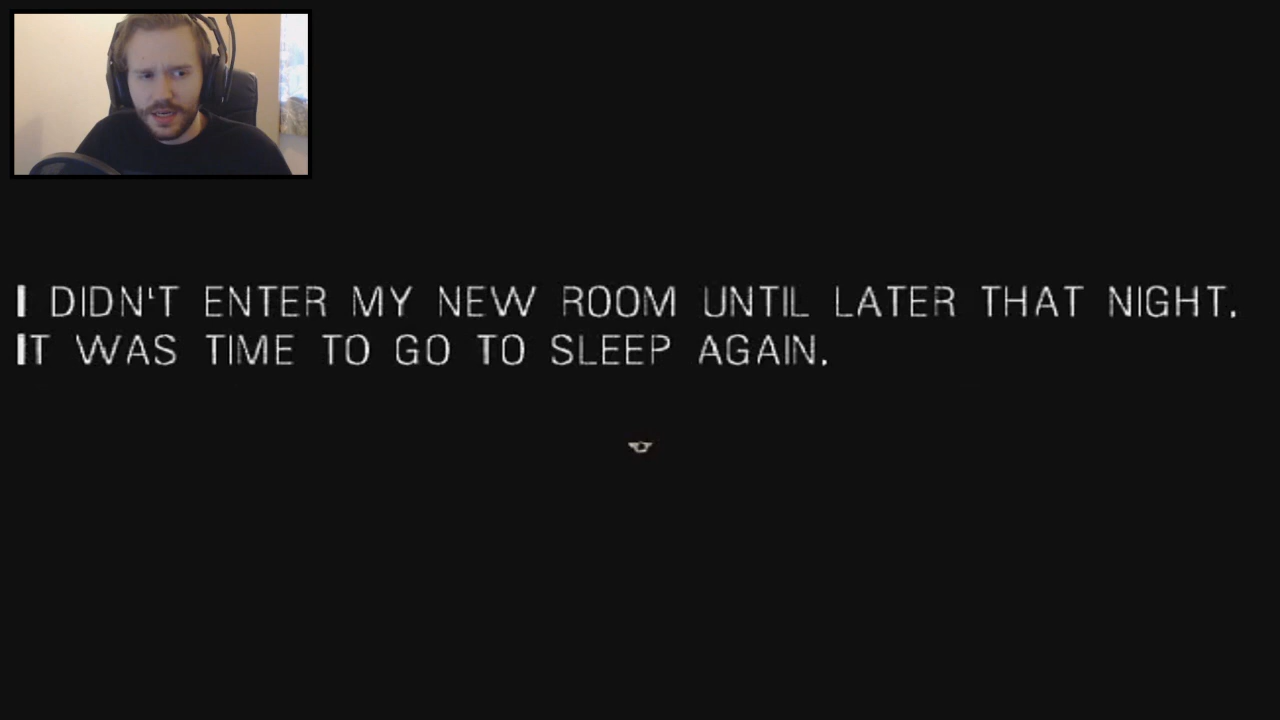 I DIDN'T ENTER MY NEW ROOM UNTIL LATER THAT NIGHT.
IT WAS TIME TO GO TO SLEEP AGAIN.